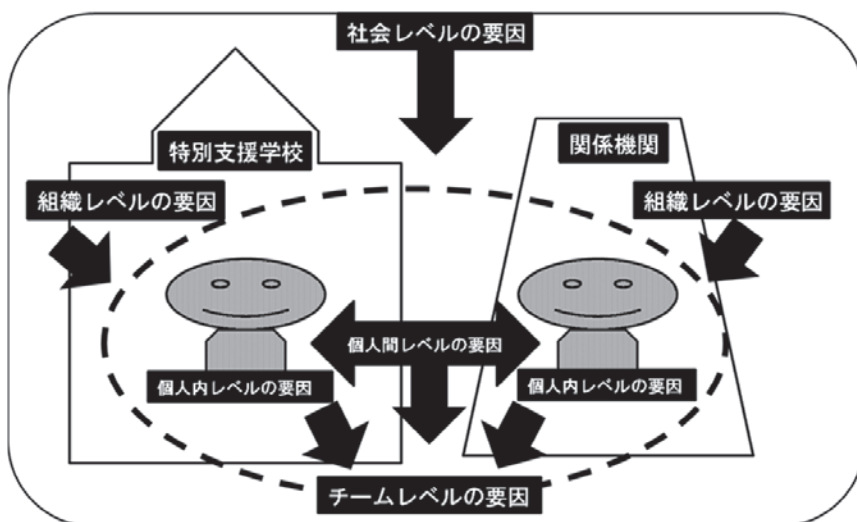 社会レベルの要因
特別支援学校
関係機関
組織レベルの要因
組織レベルの要因
個人間レベルの要因
個人内レベルの要因
個人内レベルの要因
チームレベルの要因